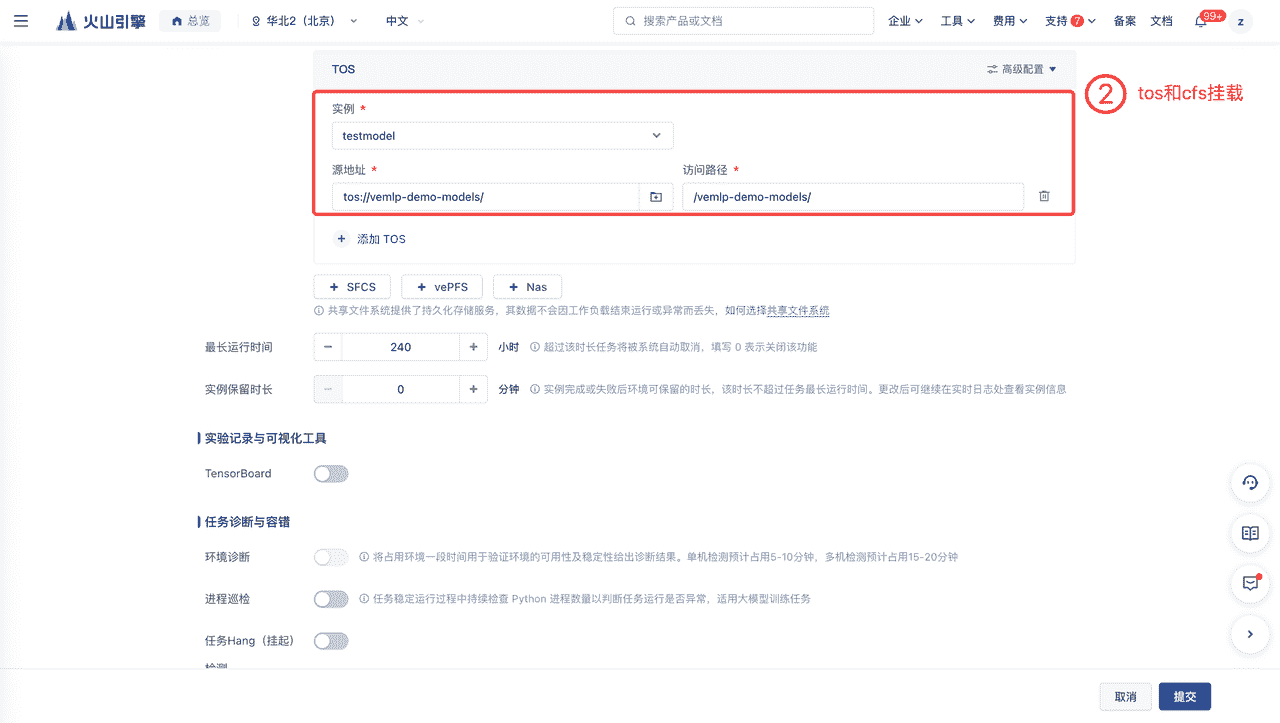 火山引擎 总览 华北2（北京） 中文 搜索产品或文档 企业 工具 费用 支持 7 备案 文档 99+ z
TOS 高级配置
② tos和cfs挂载
实例 *
testmodel
源地址 * 访问路径 *
tos://vemlp-demo-models/ /vemlp-demo-models/
+ 添加 TOS
+ SFCS + vePFS + Nas
共享文件系统提供了持久化存储服务，其数据不会因工作负载结束运行或异常而丢失，如何选择共享文件系统
最长运行时间 − 240 + 小时 超过该时长任务将被系统自动取消，填写 0 表示关闭该功能
实例保留时长 − 0 + 分钟 实例完成或失败后环境可保留的时长，该时长不超过任务最长运行时间。更改后可继续在实时日志处查看实例信息
实验记录与可视化工具
TensorBoard
任务诊断与容错
环境诊断 将占用环境一段时间用于验证环境的可用性及稳定性给出诊断结果。单机检测预计占用5-10分钟，多机检测预计占用15-20分钟
进程巡检 任务稳定运行过程中持续检查 Python 进程数量以判断任务运行是否异常，适用大模型训练任务
任务Hang（挂起）
检测
取消 提交